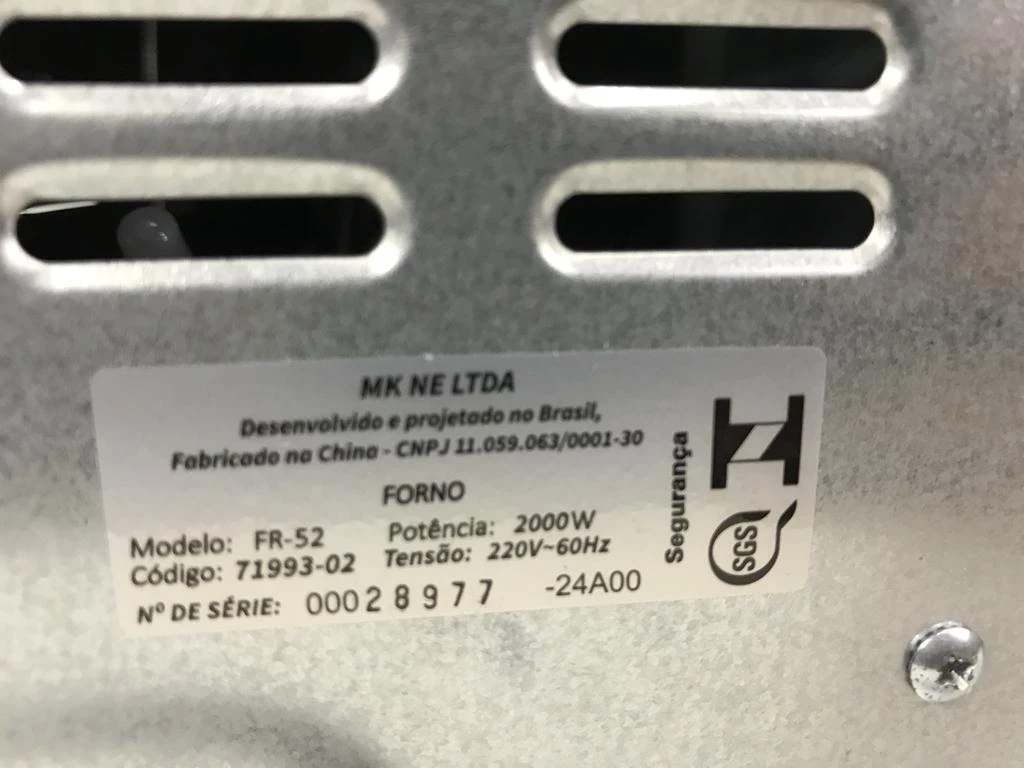 MK NE LTDA
Desenvolvido e projetado no Brasil,
Fabricado na China - CNPJ 11.059.063/0001-30
FORNO
Modelo: FR-52 Potência: 2000W
Código: 71993-02 Tensão: 220V~60Hz
Nº DE SÉRIE: 00028977 -24A00
Segurança
SGS